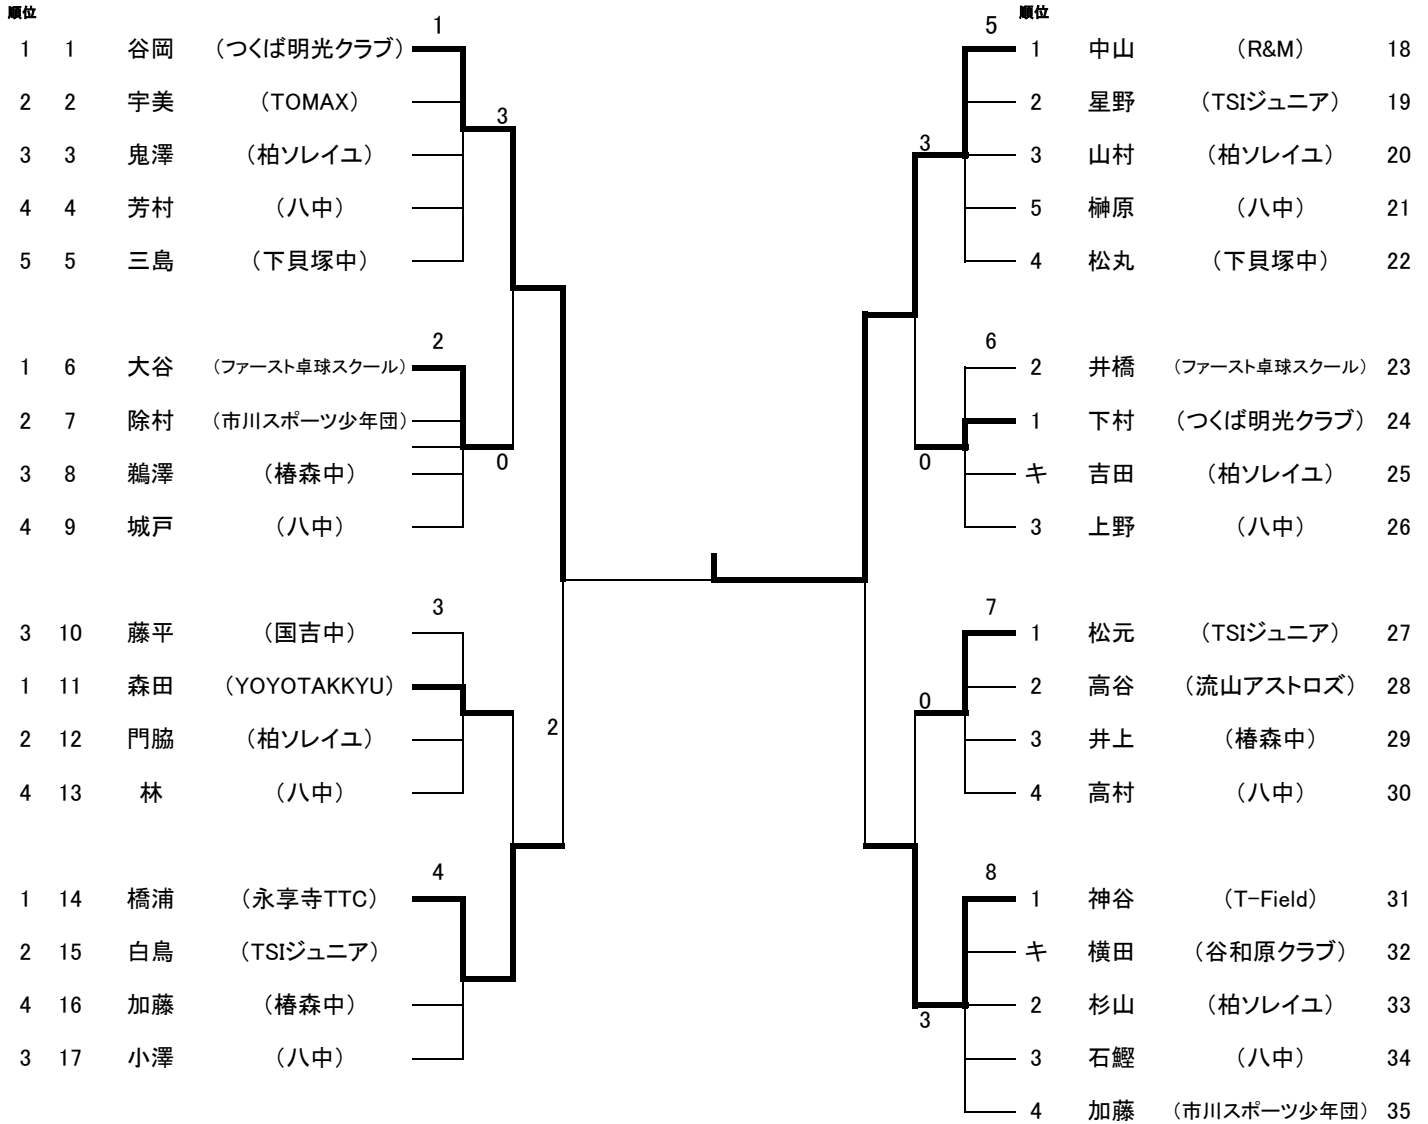 順位 順位
1 5
1 1 谷岡 （つくば明光クラブ） 1 中山 （R&M） 18
2 2 宇美 （TOMAX） 2 星野 （TSIジュニア） 19
3
3
3 3 鬼澤 （柏ソレイユ） 3 山村 （柏ソレイユ） 20
4 4 芳村 （八中） 5 榊原 （八中） 21
5 5 三島 （下貝塚中） 4 松丸 （下貝塚中） 22
2 6
1 6 大谷 （ファースト卓球スクール） 2 井橋 （ファースト卓球スクール） 23
2 7 除村 （市川スポーツ少年団） 1 下村 （つくば明光クラブ） 24
0 0
3 8 鵜澤 （椿森中） キ 吉田 （柏ソレイユ） 25
4 9 城戸 （八中） 3 上野 （八中） 26
3 7
3 10 藤平 （国吉中） 1 松元 （TSIジュニア） 27
1 11 森田 （YOYOTAKKYU） 2 高谷 （流山アストロズ） 28
0
2
2 12 門脇 （柏ソレイユ） 3 井上 （椿森中） 29
4 13 林 （八中） 4 高村 （八中） 30
4 8
1 14 橋浦 （永享寺TTC） 1 神谷 （T-Field） 31
2 15 白鳥 （TSIジュニア） キ 横田 （谷和原クラブ） 32
4 16 加藤 （椿森中） 2 杉山 （柏ソレイユ） 33
3
3 17 小澤 （八中） 3 石鰹 （八中） 34
4 加藤 （市川スポーツ少年団） 35